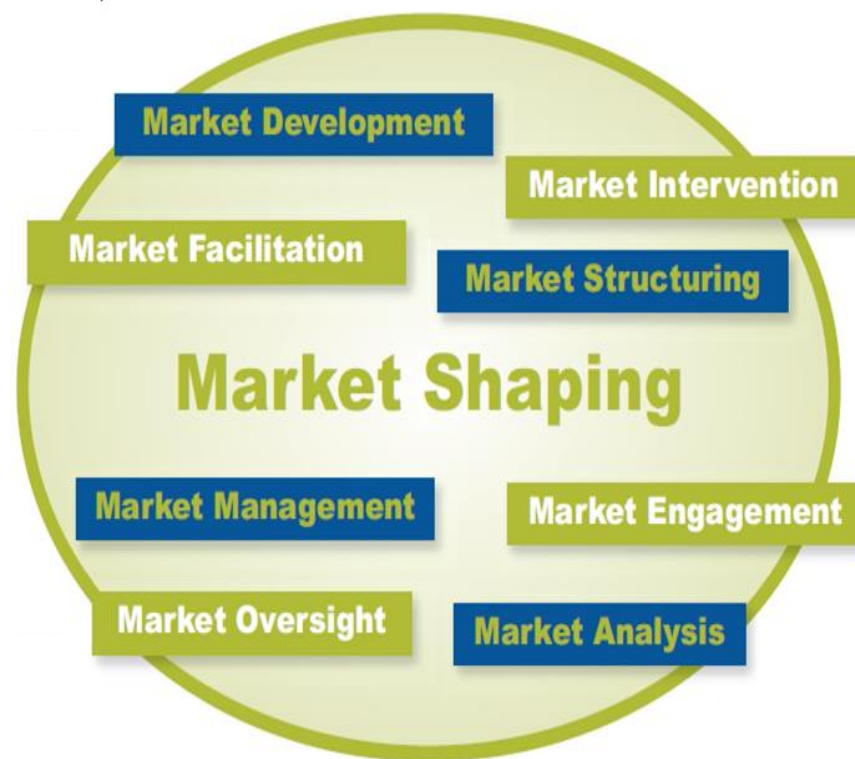 Market Development
Market Intervention
Market Facilitation
Market Structuring
Market Shaping
Market Management
Market Engagement
Market Oversight
Market Analysis